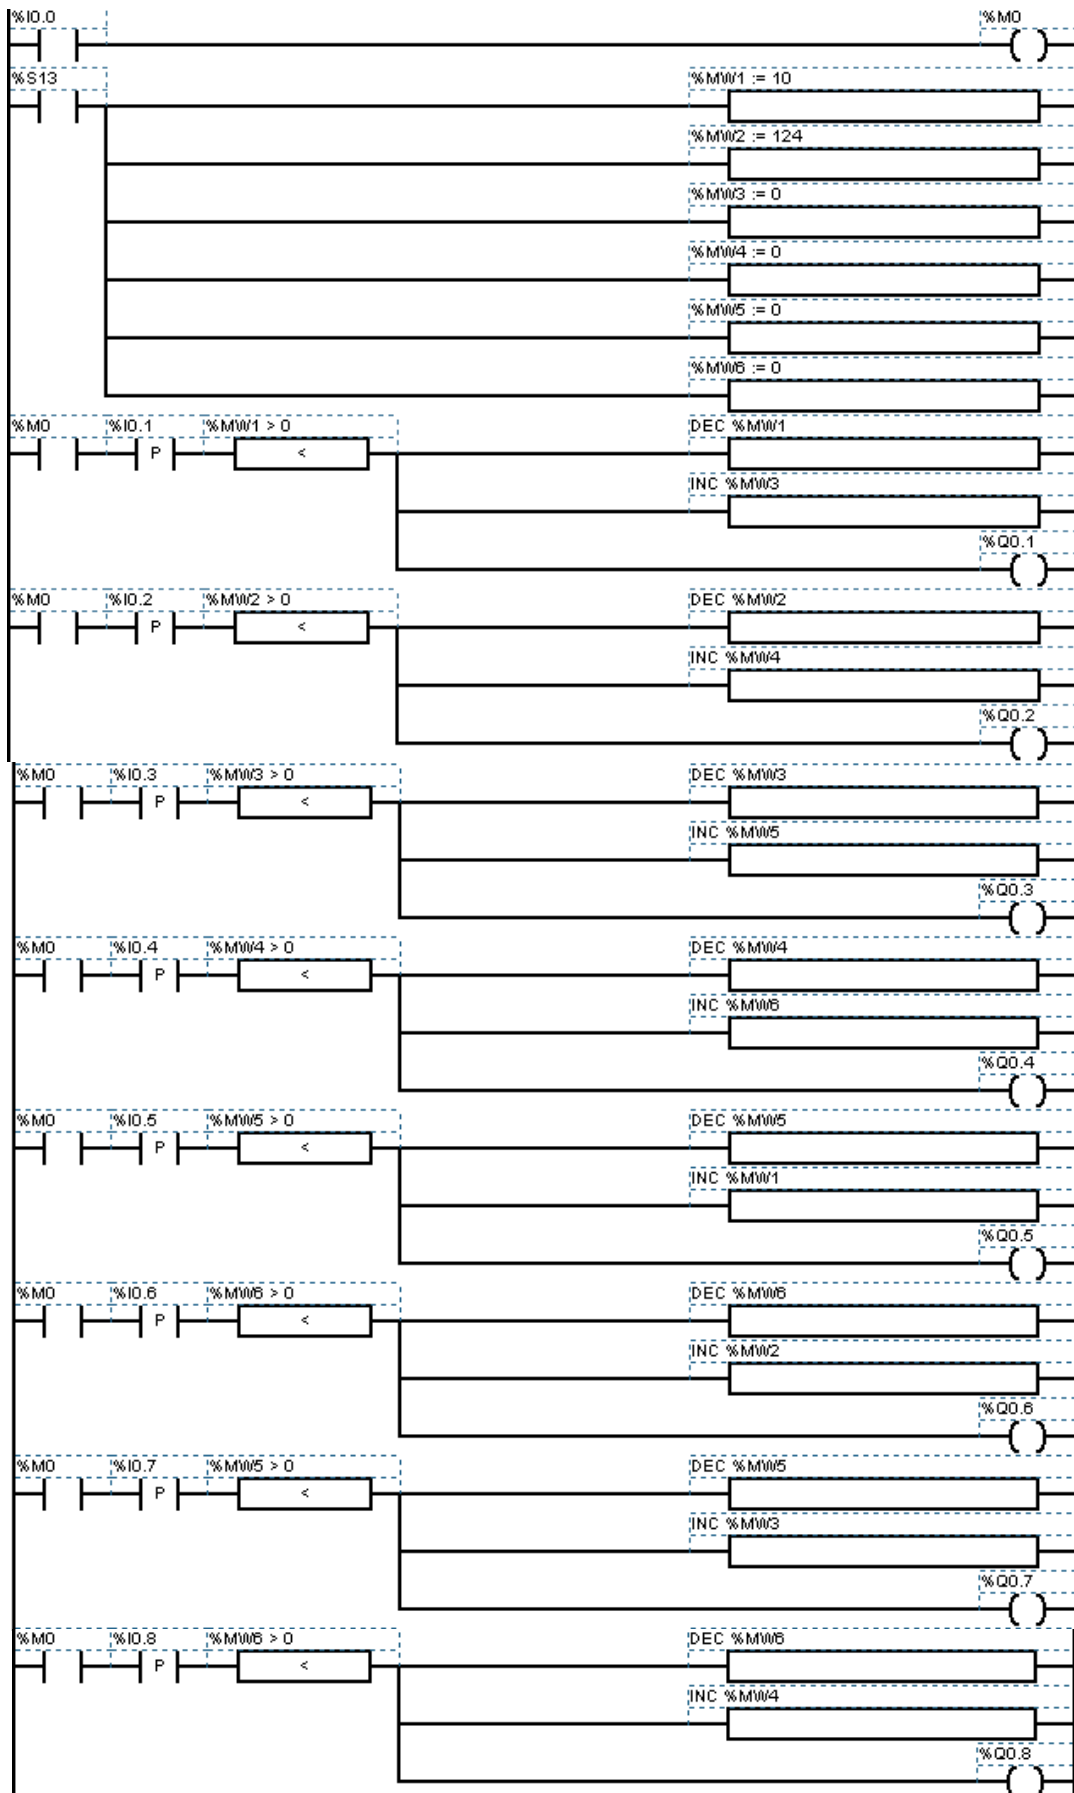 %I0.0 %M0
%S13 %MW1 := 10
%MW2 := 124
%MW3 := 0
%MW4 := 0
%MW5 := 0
%MW6 := 0
%M0 %I0.1 %MW1 > 0 DEC %MW1
P <
INC %MW3
%Q0.1
%M0 %I0.2 %MW2 > 0 DEC %MW2
P <
INC %MW4
%Q0.2
%M0 %I0.3 %MW3 > 0 DEC %MW3
P <
INC %MW5
%Q0.3
%M0 %I0.4 %MW4 > 0 DEC %MW4
P <
INC %MW6
%Q0.4
%M0 %I0.5 %MW5 > 0 DEC %MW5
P <
INC %MW1
%Q0.5
%M0 %I0.6 %MW6 > 0 DEC %MW6
P <
INC %MW2
%Q0.6
%M0 %I0.7 %MW5 > 0 DEC %MW5
P <
INC %MW3
%Q0.7
%M0 %I0.8 %MW6 > 0 DEC %MW6
P <
INC %MW4
%Q0.8